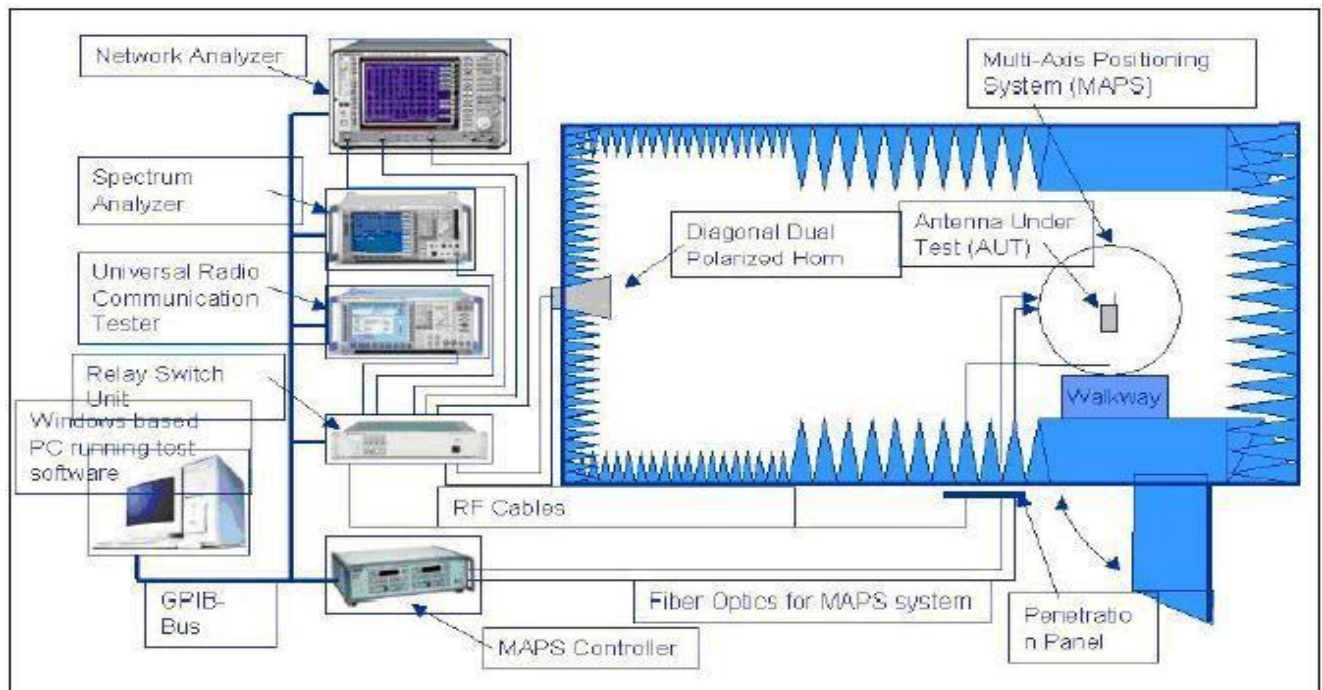 Network Analyzer
Multi-Axis Positioning
System (MAPS)
Spectrum
Analyzer
Diagonal Dual
Polarized Horn
Antenna Under
Test (AUT)
Universal Radio
Communication
Tester
Relay Switch
Unit
Walkway
Windows based
PC running test
software
RF Cables
GPIB-
Bus
Fiber Optics for MAPS system
Penetratio
n Panel
MAPS Controller